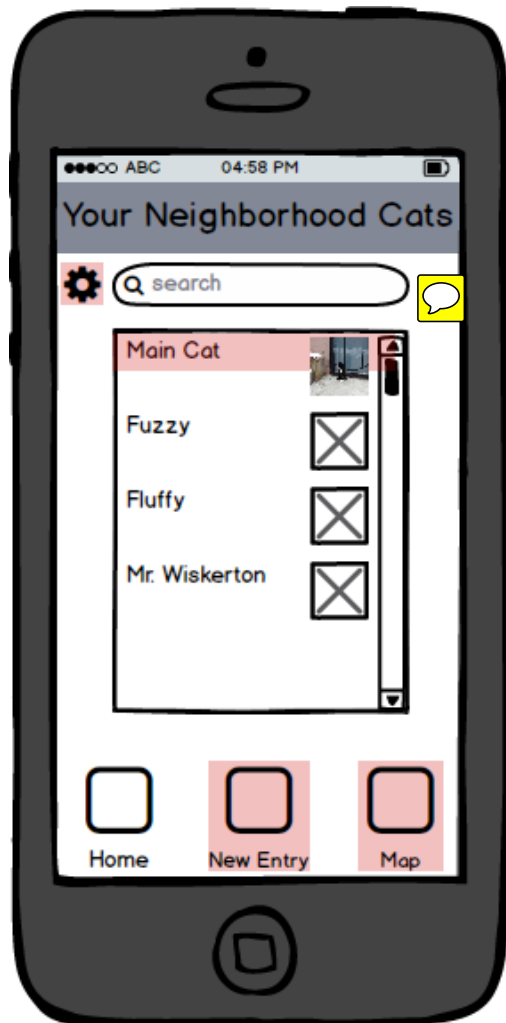 ABC 04:58 PM
Your Neighborhood Cats
search
Main Cat
Fuzzy
Fluffy
Mr. Wiskerton
Home New Entry Map